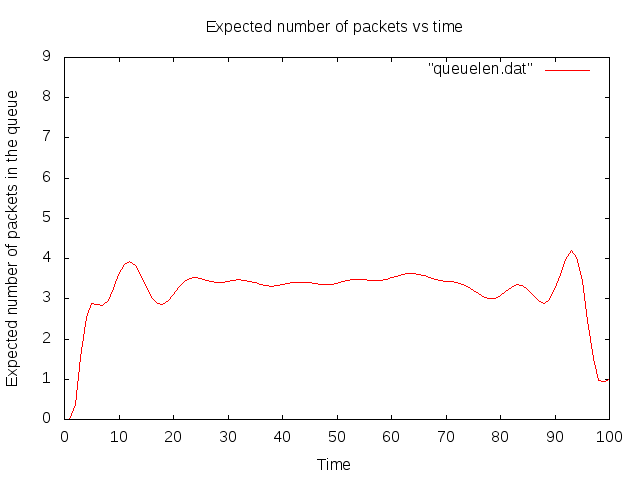 Expected number of packets vs time
"queuelen.dat"
Expected number of packets in the queue
9
8
7
6
5
4
3
2
1
0
0 10 20 30 40 50 60 70 80 90 100
Time